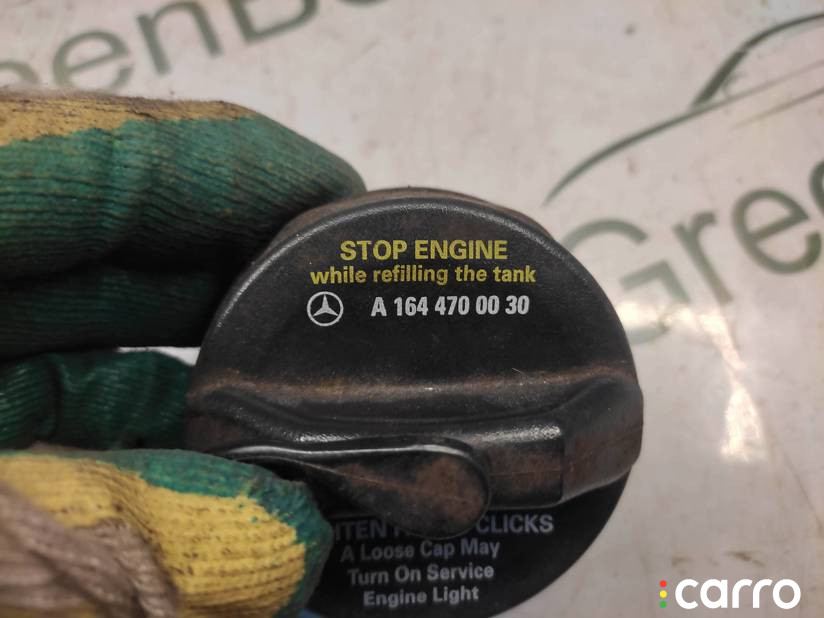 STOP ENGINE
while refilling the tank
A 164 470 00 30
CLICKS
A Loose Cap May
Turn On Service
Engine Light
carro